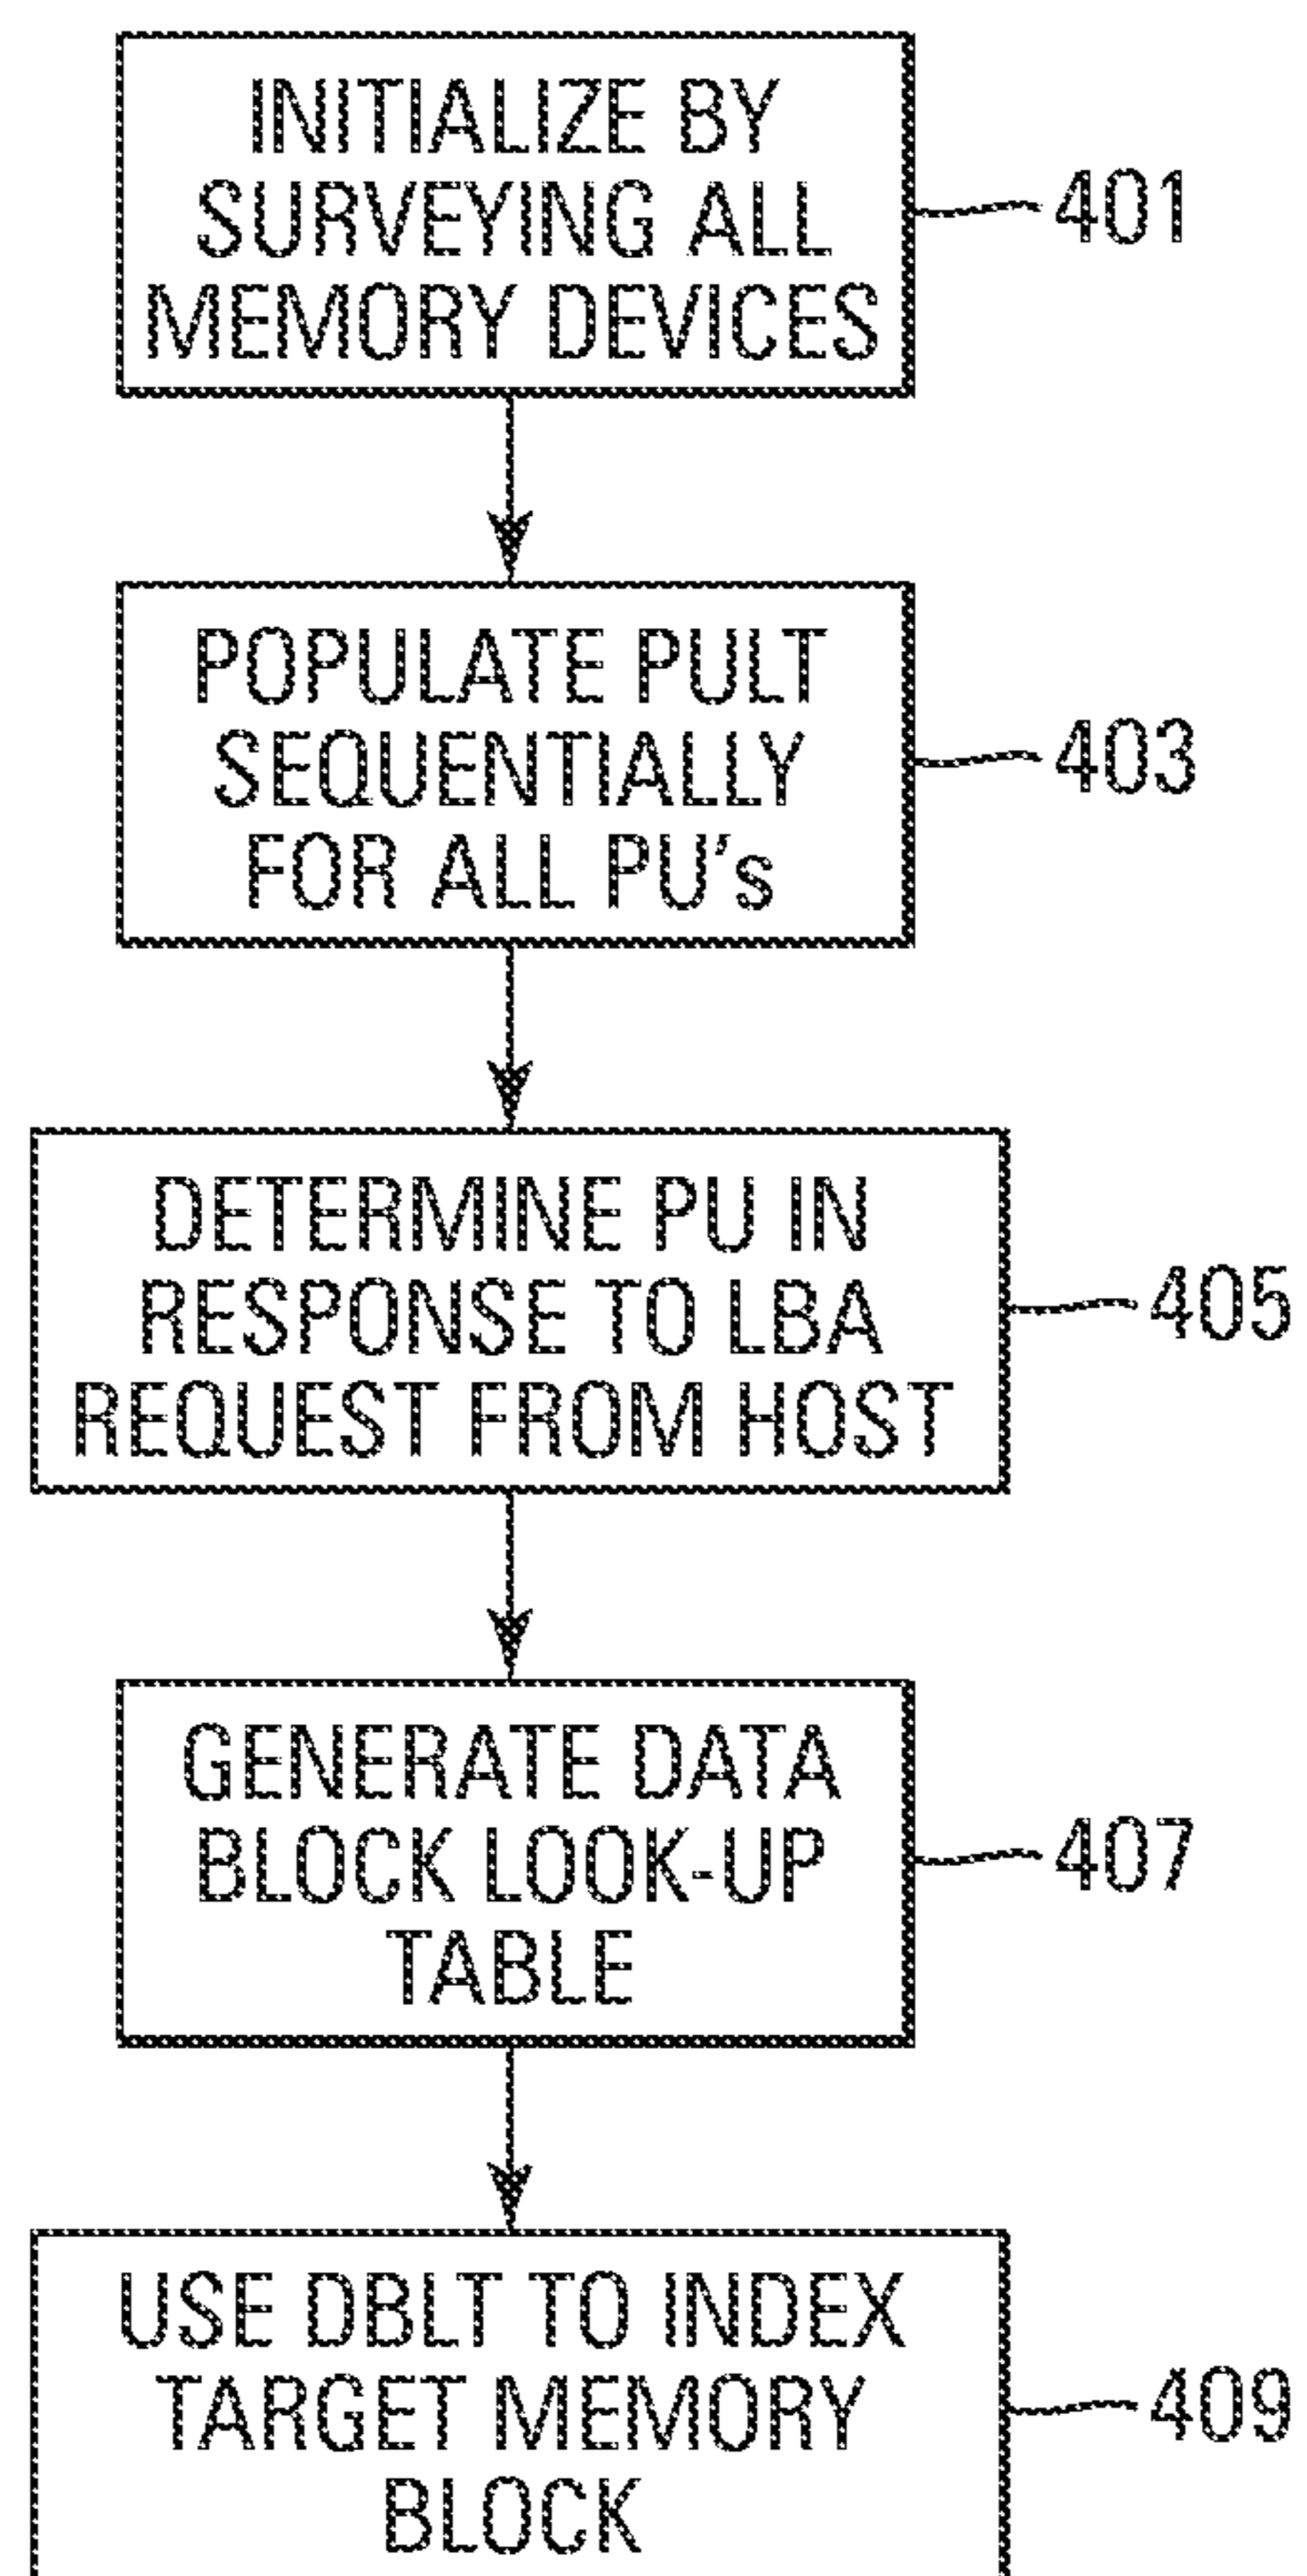 INITIALIZE BY
SURVEYING ALL
MEMORY DEVICES
401
POPULATE PULT
SEQUENTIALLY
FOR ALL PU's
403
DETERMINE PU IN
RESPONSE TO LBA
REQUEST FROM HOST
405
GENERATE DATA
BLOCK LOOK-UP
TABLE
407
USE DBLT TO INDEX
TARGET MEMORY
BLOCK
409